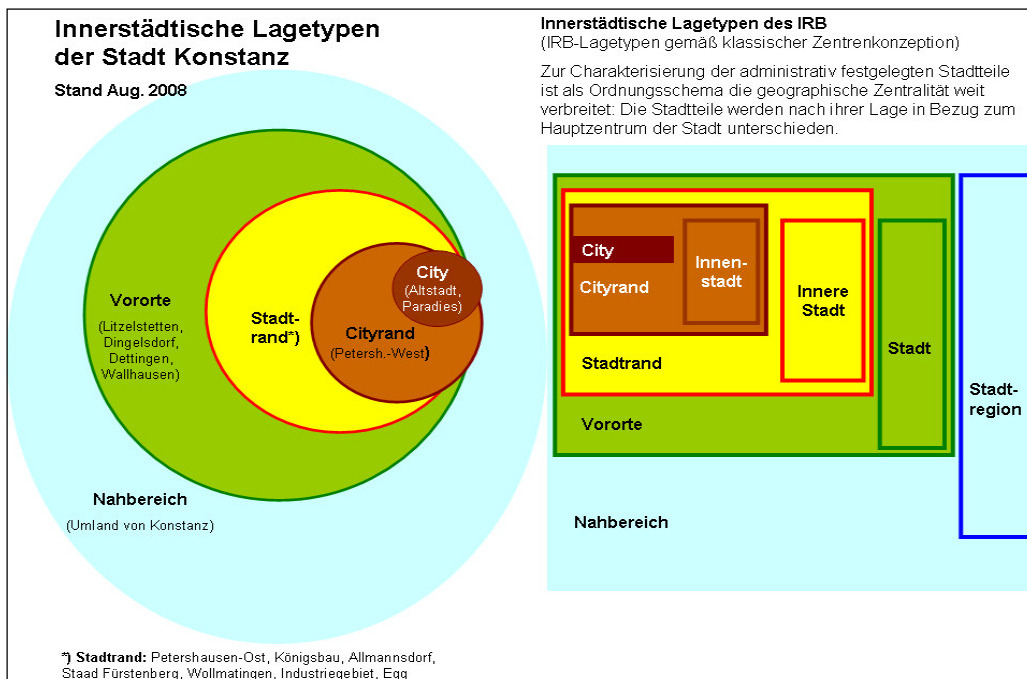 Innerstädtische Lagetypen
der Stadt Konstanz
Stand Aug. 2008
City
(Altstadt,
Paradies)
Vororte
(Litzelstetten,
Dingelsdorf,
Dettingen,
Wallhausen)
Stadt-
rand*)
Cityrand
(Petersh.-West)
Nahbereich
(Umland von Konstanz)
*) Stadtrand: Petershausen-Ost, Königsbau, Allmannsdorf,
Staad Fürstenberg, Wollmatingen, Industriegebiet, Egg
Innerstädtische Lagetypen des IRB
(IRB-Lagetypen gemäß klassischer Zentrenkonzeption)
Zur Charakterisierung der administrativ festgelegten Stadtteile
ist als Ordnungsschema die geographische Zentralität weit
verbreitet: Die Stadtteile werden nach ihrer Lage in Bezug zum
Hauptzentrum der Stadt unterschieden.
City
Cityrand
Innen-
stadt
Innere
Stadt
Stadtrand
Stadt
Vororte
Stadt-
region
Nahbereich